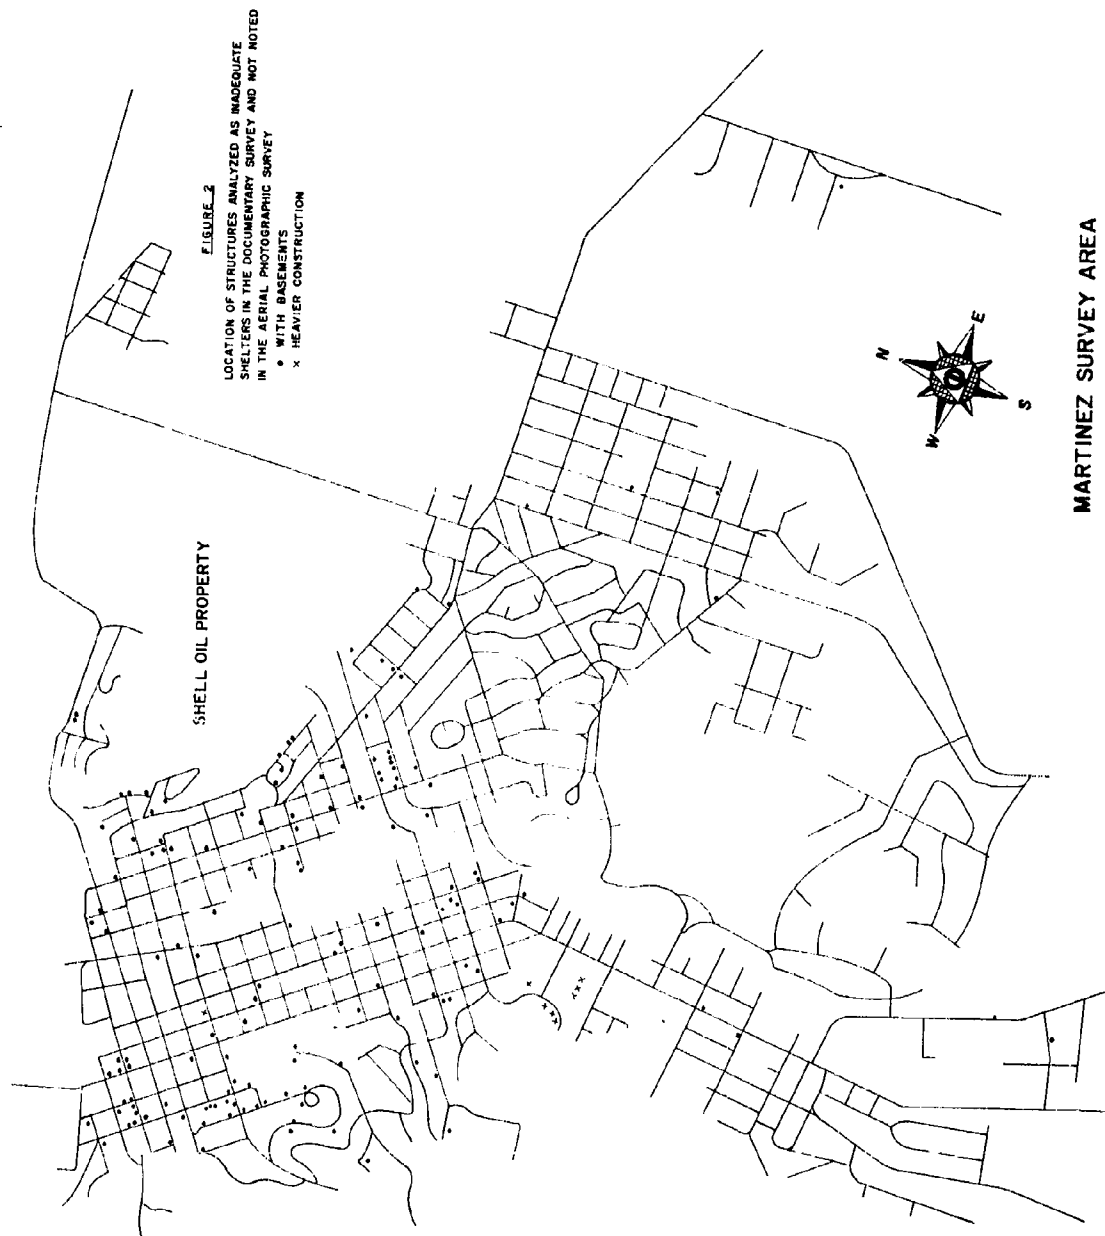 FIGURE 2
LOCATION OF STRUCTURES ANALYZED AS INADEQUATE
SHELTERS IN THE DOCUMENTARY SURVEY AND NOT NOTED
IN THE AERIAL PHOTOGRAPHIC SURVEY
• WITH BASEMENTS
× HEAVIER CONSTRUCTION
SHELL OIL PROPERTY
N
E
W
S
MARTINEZ SURVEY AREA